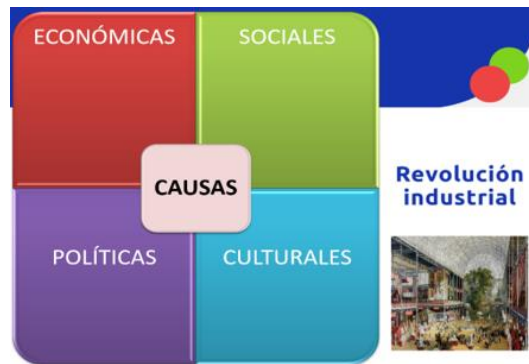 ECONÓMICAS
SOCIALES
CAUSAS
POLÍTICAS
CULTURALES
Revolución
industrial